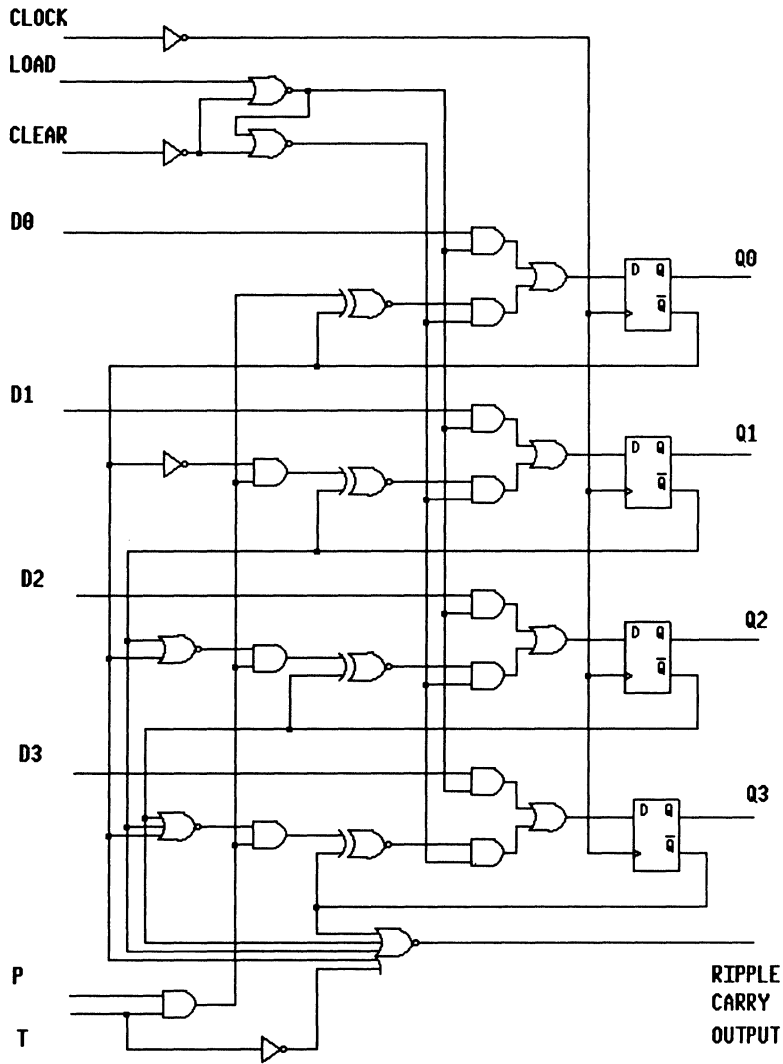 CLOCK
LOAD
CLEAR
D0
D Q
Q
Q0
D1
D Q
Q
Q1
D2
D Q
Q
Q2
D3
D Q
Q
Q3
P
T
RIPPLE
CARRY
OUTPUT